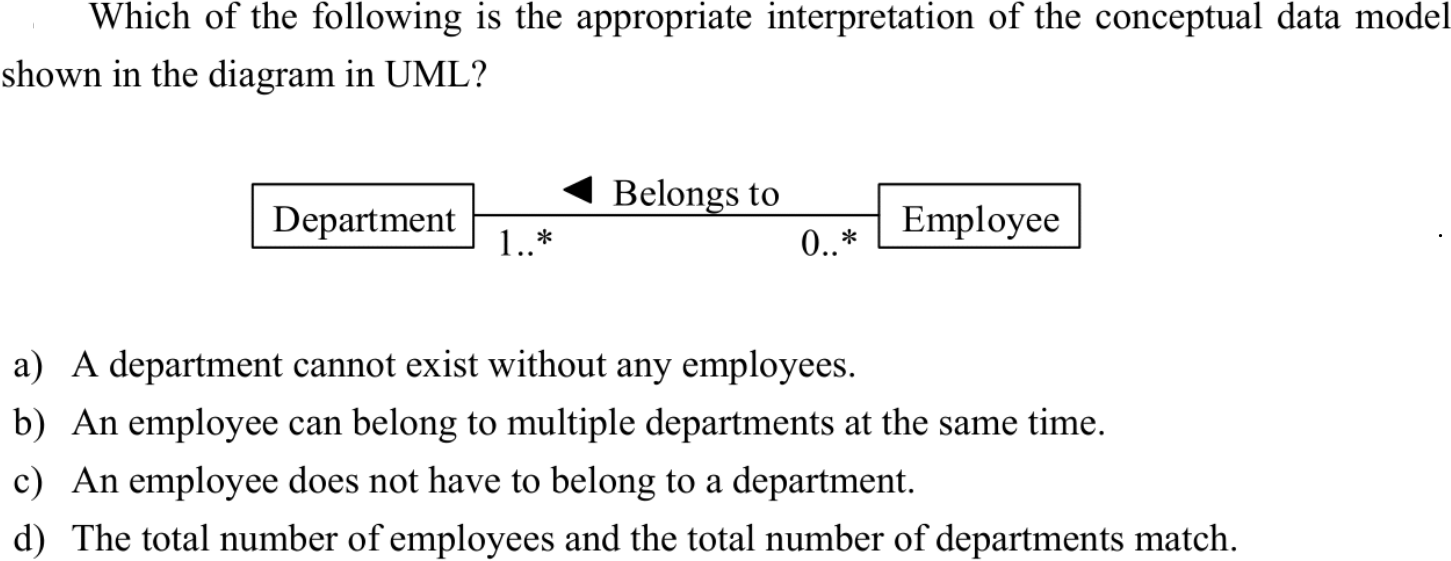 Which of the following is the appropriate interpretation of the conceptual data model
shown in the diagram in UML?
◀ Belongs to
Department
Employee
1..*
0..*
a) A department cannot exist without any employees.
b) An employee can belong to multiple departments at the same time.
c) An employee does not have to belong to a department.
d) The total number of employees and the total number of departments match.